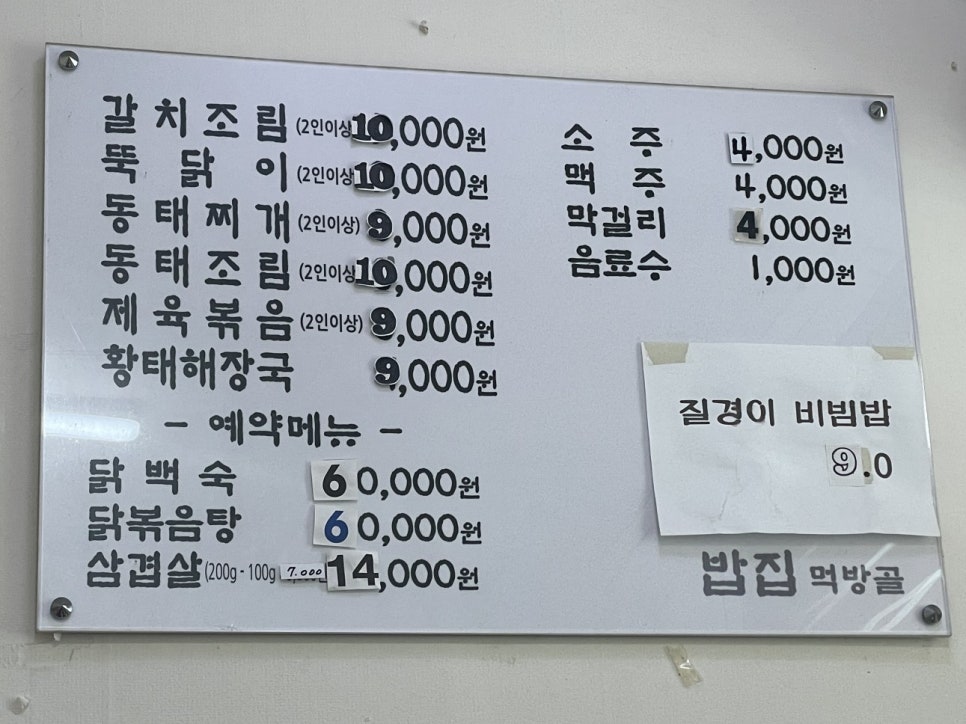 갈치조림 (2인이상 10,000원
뚝닭이 (2인이상 10,000원
동태찌개 (2인이상) 9,000원
동태조림 (2인이상 10,000원
제육볶음 (2인이상) 9,000원
황태해장국 9,000원
- 예약메뉴 -
닭백숙 60,000원
닭볶음탕 60,000원
삼겹살 (200g - 100g 7.000 14,000원
소주 4,000원
맥주 4,000원
막걸리 4,000원
음료수 1,000원
질경이 비빔밥
⑨.0
밥집 먹방골